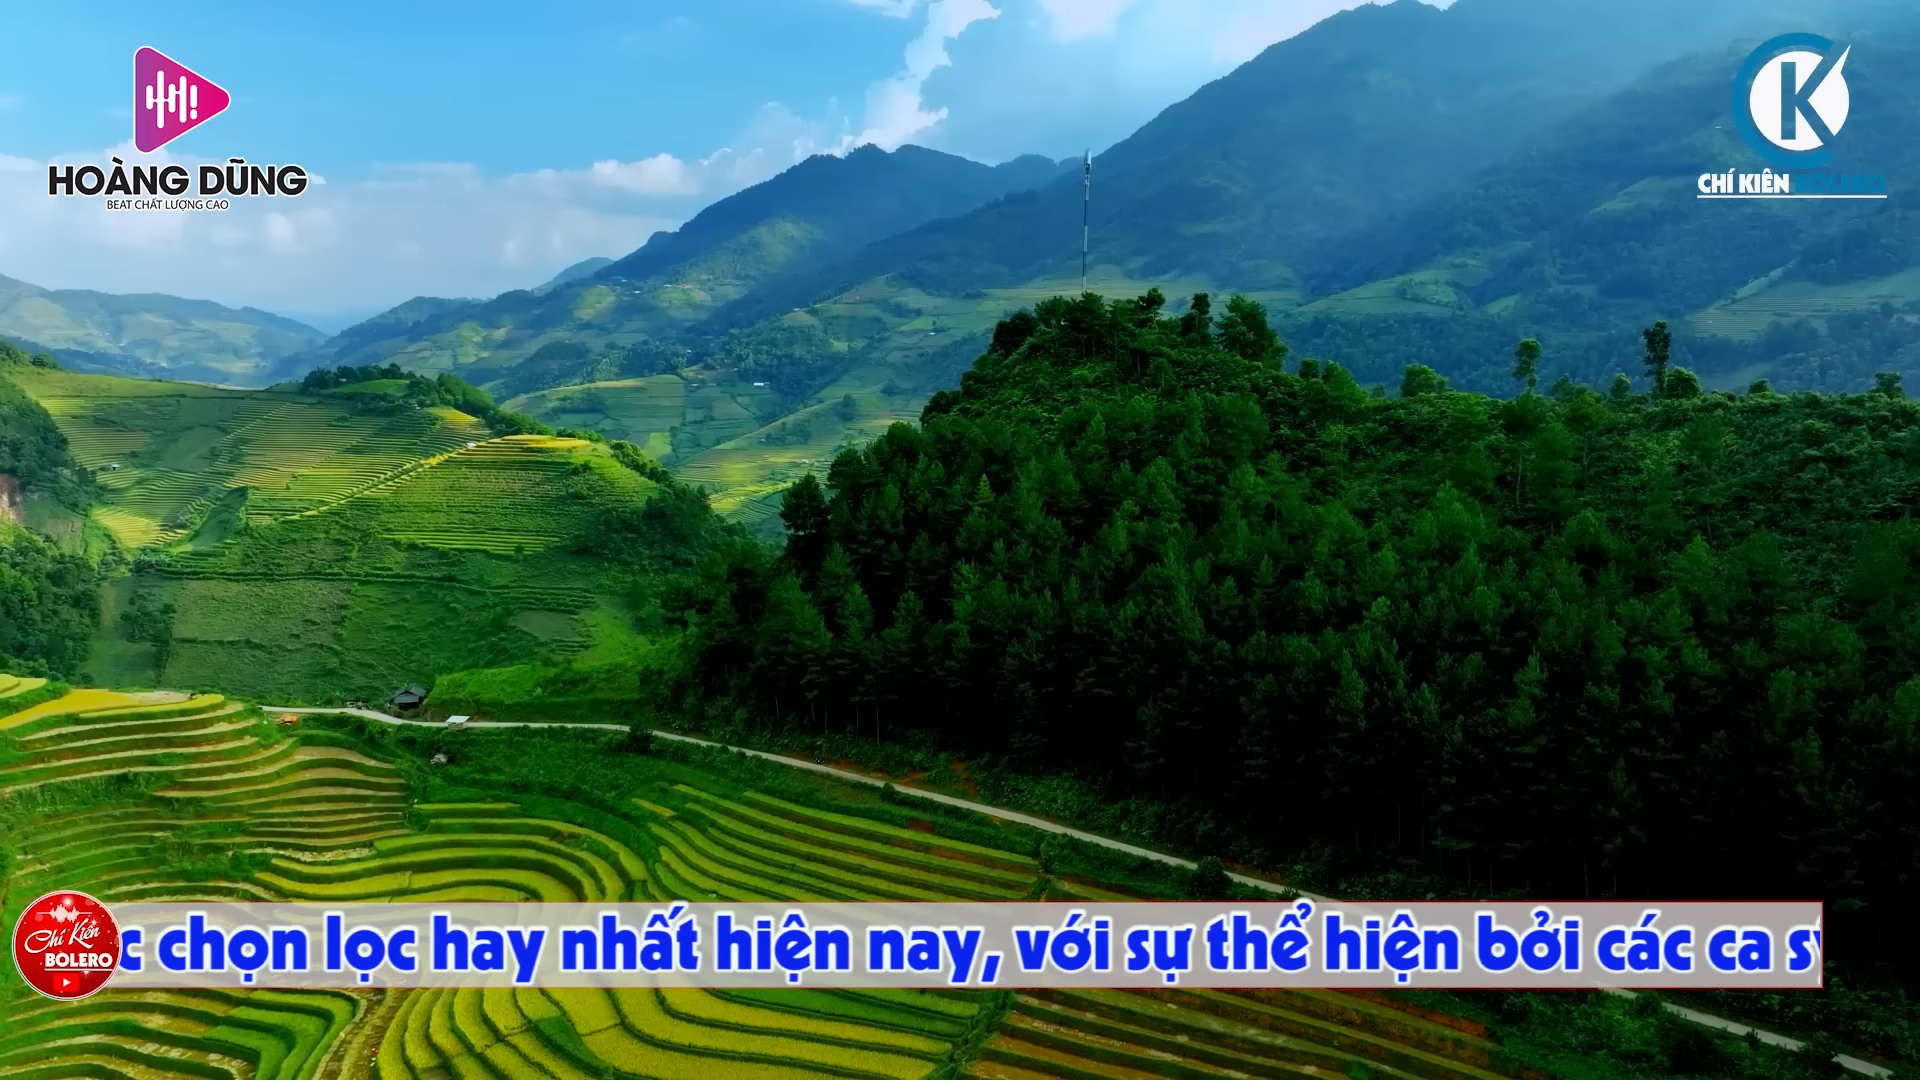 HOÀNG DŨNG
BEAT CHẤT LƯỢNG CAO
CHÍ KIÊN BOLERO
Chí Kiên
BOLERO
chọn lọc hay nhất hiện nay, với sự thể hiện bởi các ca